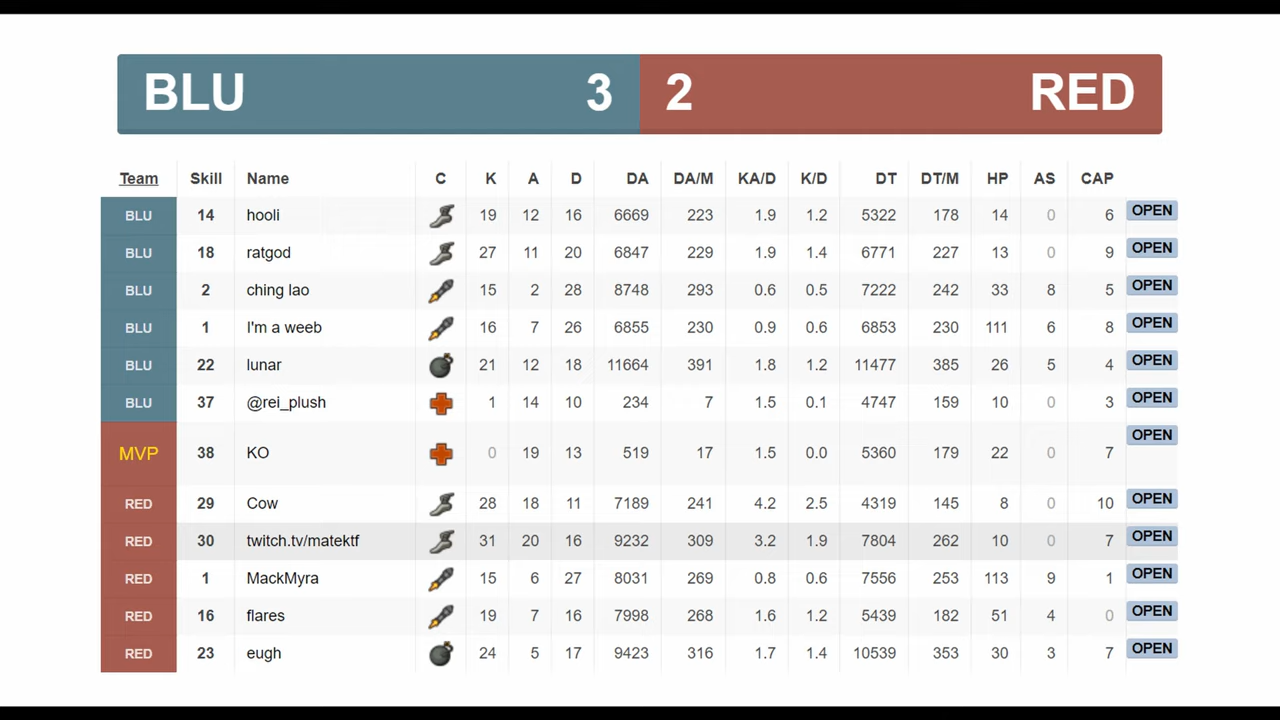 BLU 3 2 RED
Team Skill Name C K A D DA DA/M KA/D K/D DT DT/M HP AS CAP
BLU 14 hooli 19 12 16 6669 223 1.9 1.2 5322 178 14 0 6 OPEN
BLU 18 ratgod 27 11 20 6847 229 1.9 1.4 6771 227 13 0 9 OPEN
BLU 2 ching lao 15 2 28 8748 293 0.6 0.5 7222 242 33 8 5 OPEN
BLU 1 I'm a weeb 16 7 26 6855 230 0.9 0.6 6853 230 111 6 8 OPEN
BLU 22 lunar 21 12 18 11664 391 1.8 1.2 11477 385 26 5 4 OPEN
BLU 37 @rei_plush 1 14 10 234 7 1.5 0.1 4747 159 10 0 3 OPEN
MVP 38 KO 0 19 13 519 17 1.5 0.0 5360 179 22 0 7 OPEN
RED 29 Cow 28 18 11 7189 241 4.2 2.5 4319 145 8 0 10 OPEN
RED 30 twitch.tv/matektf 31 20 16 9232 309 3.2 1.9 7804 262 10 0 7 OPEN
RED 1 MackMyra 15 6 27 8031 269 0.8 0.6 7556 253 113 9 1 OPEN
RED 16 flares 19 7 16 7998 268 1.6 1.2 5439 182 51 4 0 OPEN
RED 23 eugh 24 5 17 9423 316 1.7 1.4 10539 353 30 3 7 OPEN